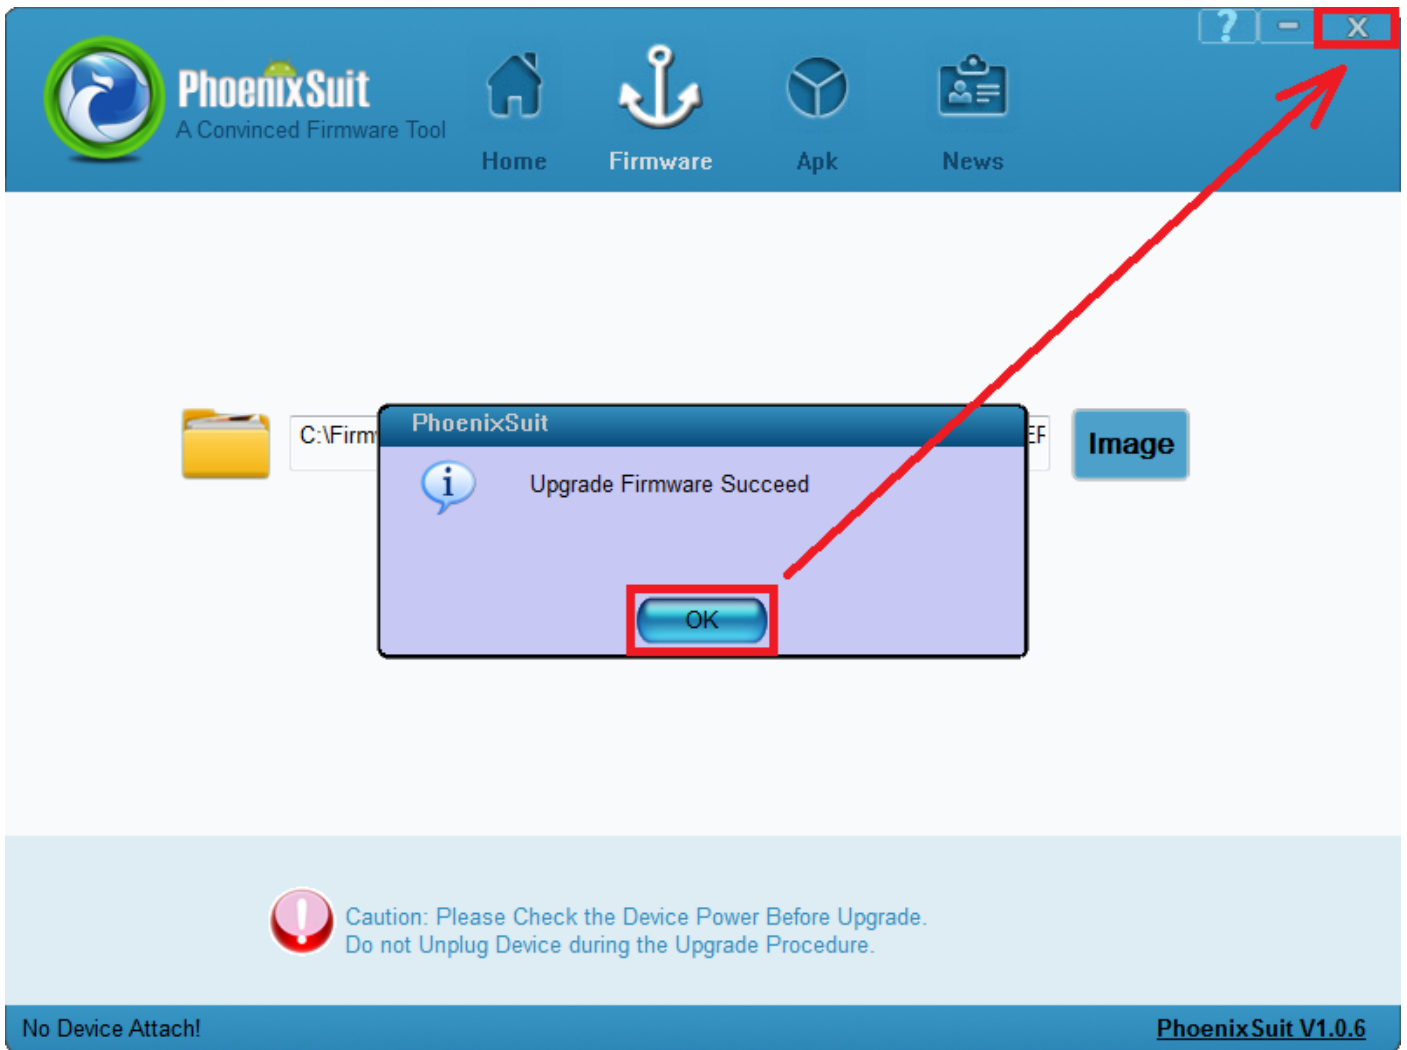 ? – X
PhoenixSuit
A Convinced Firmware Tool
Home Firmware Apk News
PhoenixSuit
C:\Firm
Image
Upgrade Firmware Succeed
OK
Caution: Please Check the Device Power Before Upgrade.
Do not Unplug Device during the Upgrade Procedure.
No Device Attach!
PhoenixSuit V1.0.6